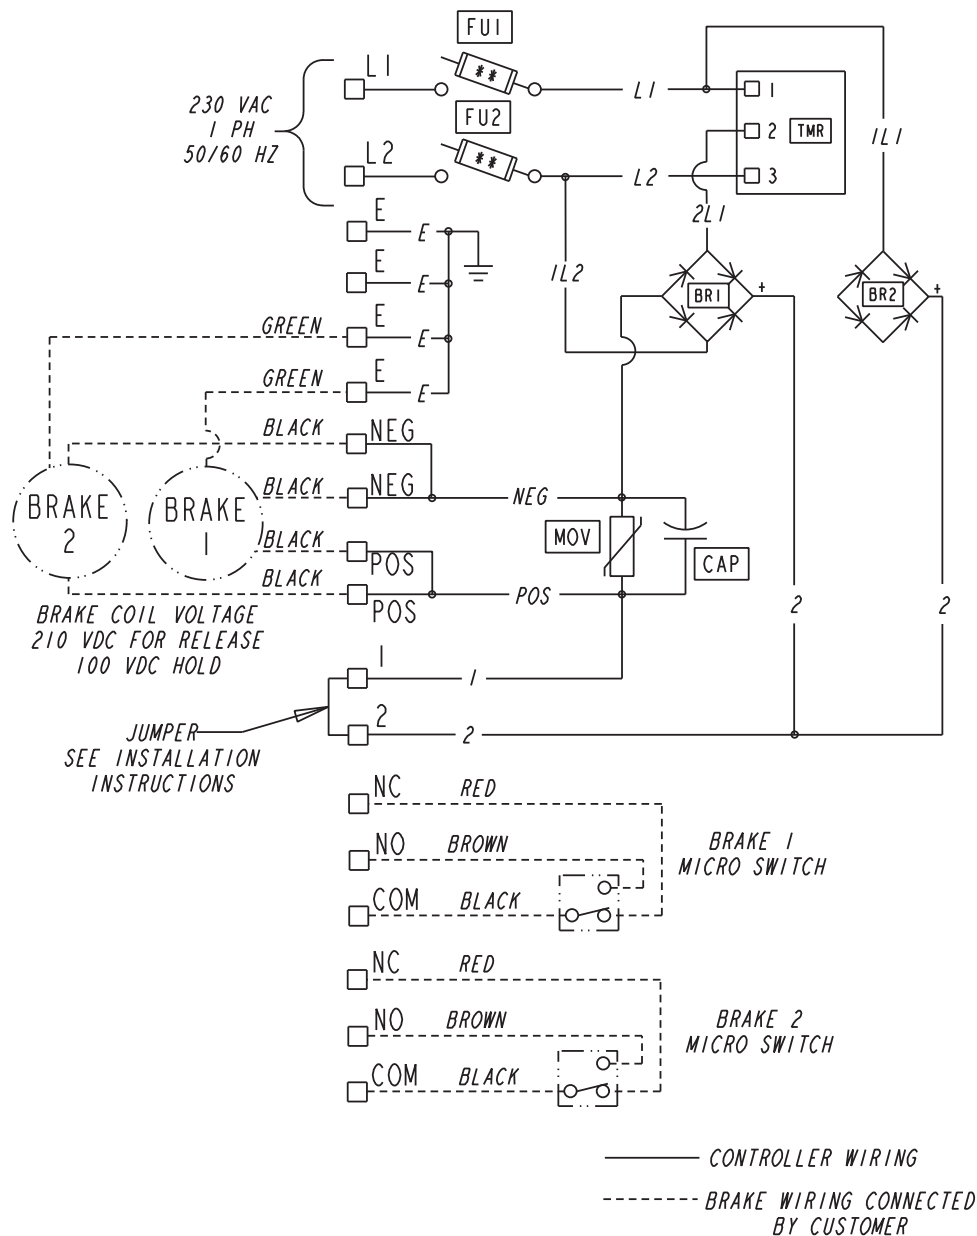 FU1
**
L1
L1
1
230 VAC
1 PH
50/60 HZ
FU2
**
2
TMR
1L1
L2
L2
3
2L1
E
E
1L2
E
E
BR1
+
BR2
+
GREEN
E
E
GREEN
E
E
BLACK
NEG
BLACK
NEG
NEG
BRAKE
2
BRAKE
1
BLACK
POS
MOV
CAP
BLACK
POS
POS
2
2
BRAKE COIL VOLTAGE
210 VDC FOR RELEASE
100 VDC HOLD
1
1
2
2
JUMPER
SEE INSTALLATION
INSTRUCTIONS
NC
RED
NO
BROWN
COM
BLACK
BRAKE 1
MICRO SWITCH
NC
RED
NO
BROWN
COM
BLACK
BRAKE 2
MICRO SWITCH
CONTROLLER WIRING
BRAKE WIRING CONNECTED
BY CUSTOMER